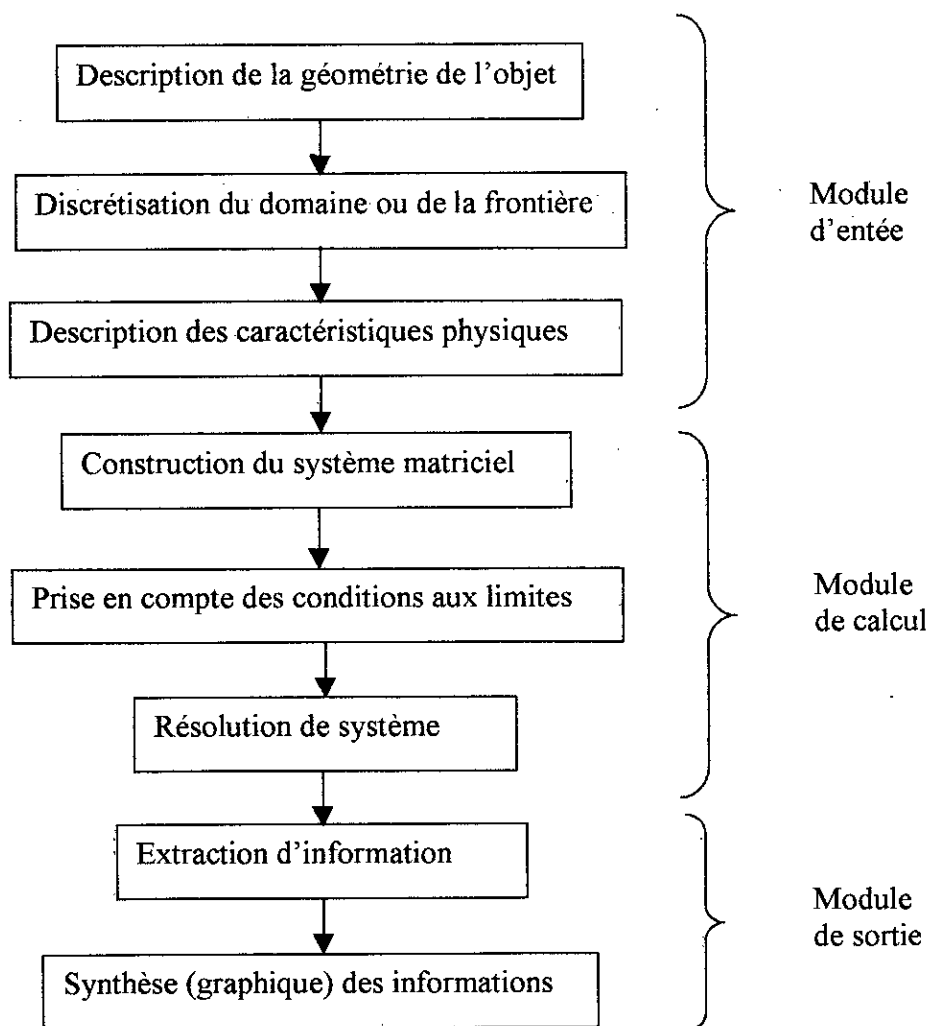 Description de la géométrie de l'objet
Discrétisation du domaine ou de la frontière
Description des caractéristiques physiques
Module
d'entée
Construction du système matriciel
Prise en compte des conditions aux limites
Résolution de système
Module
de calcul
Extraction d'information
Synthèse (graphique) des informations
Module
de sortie